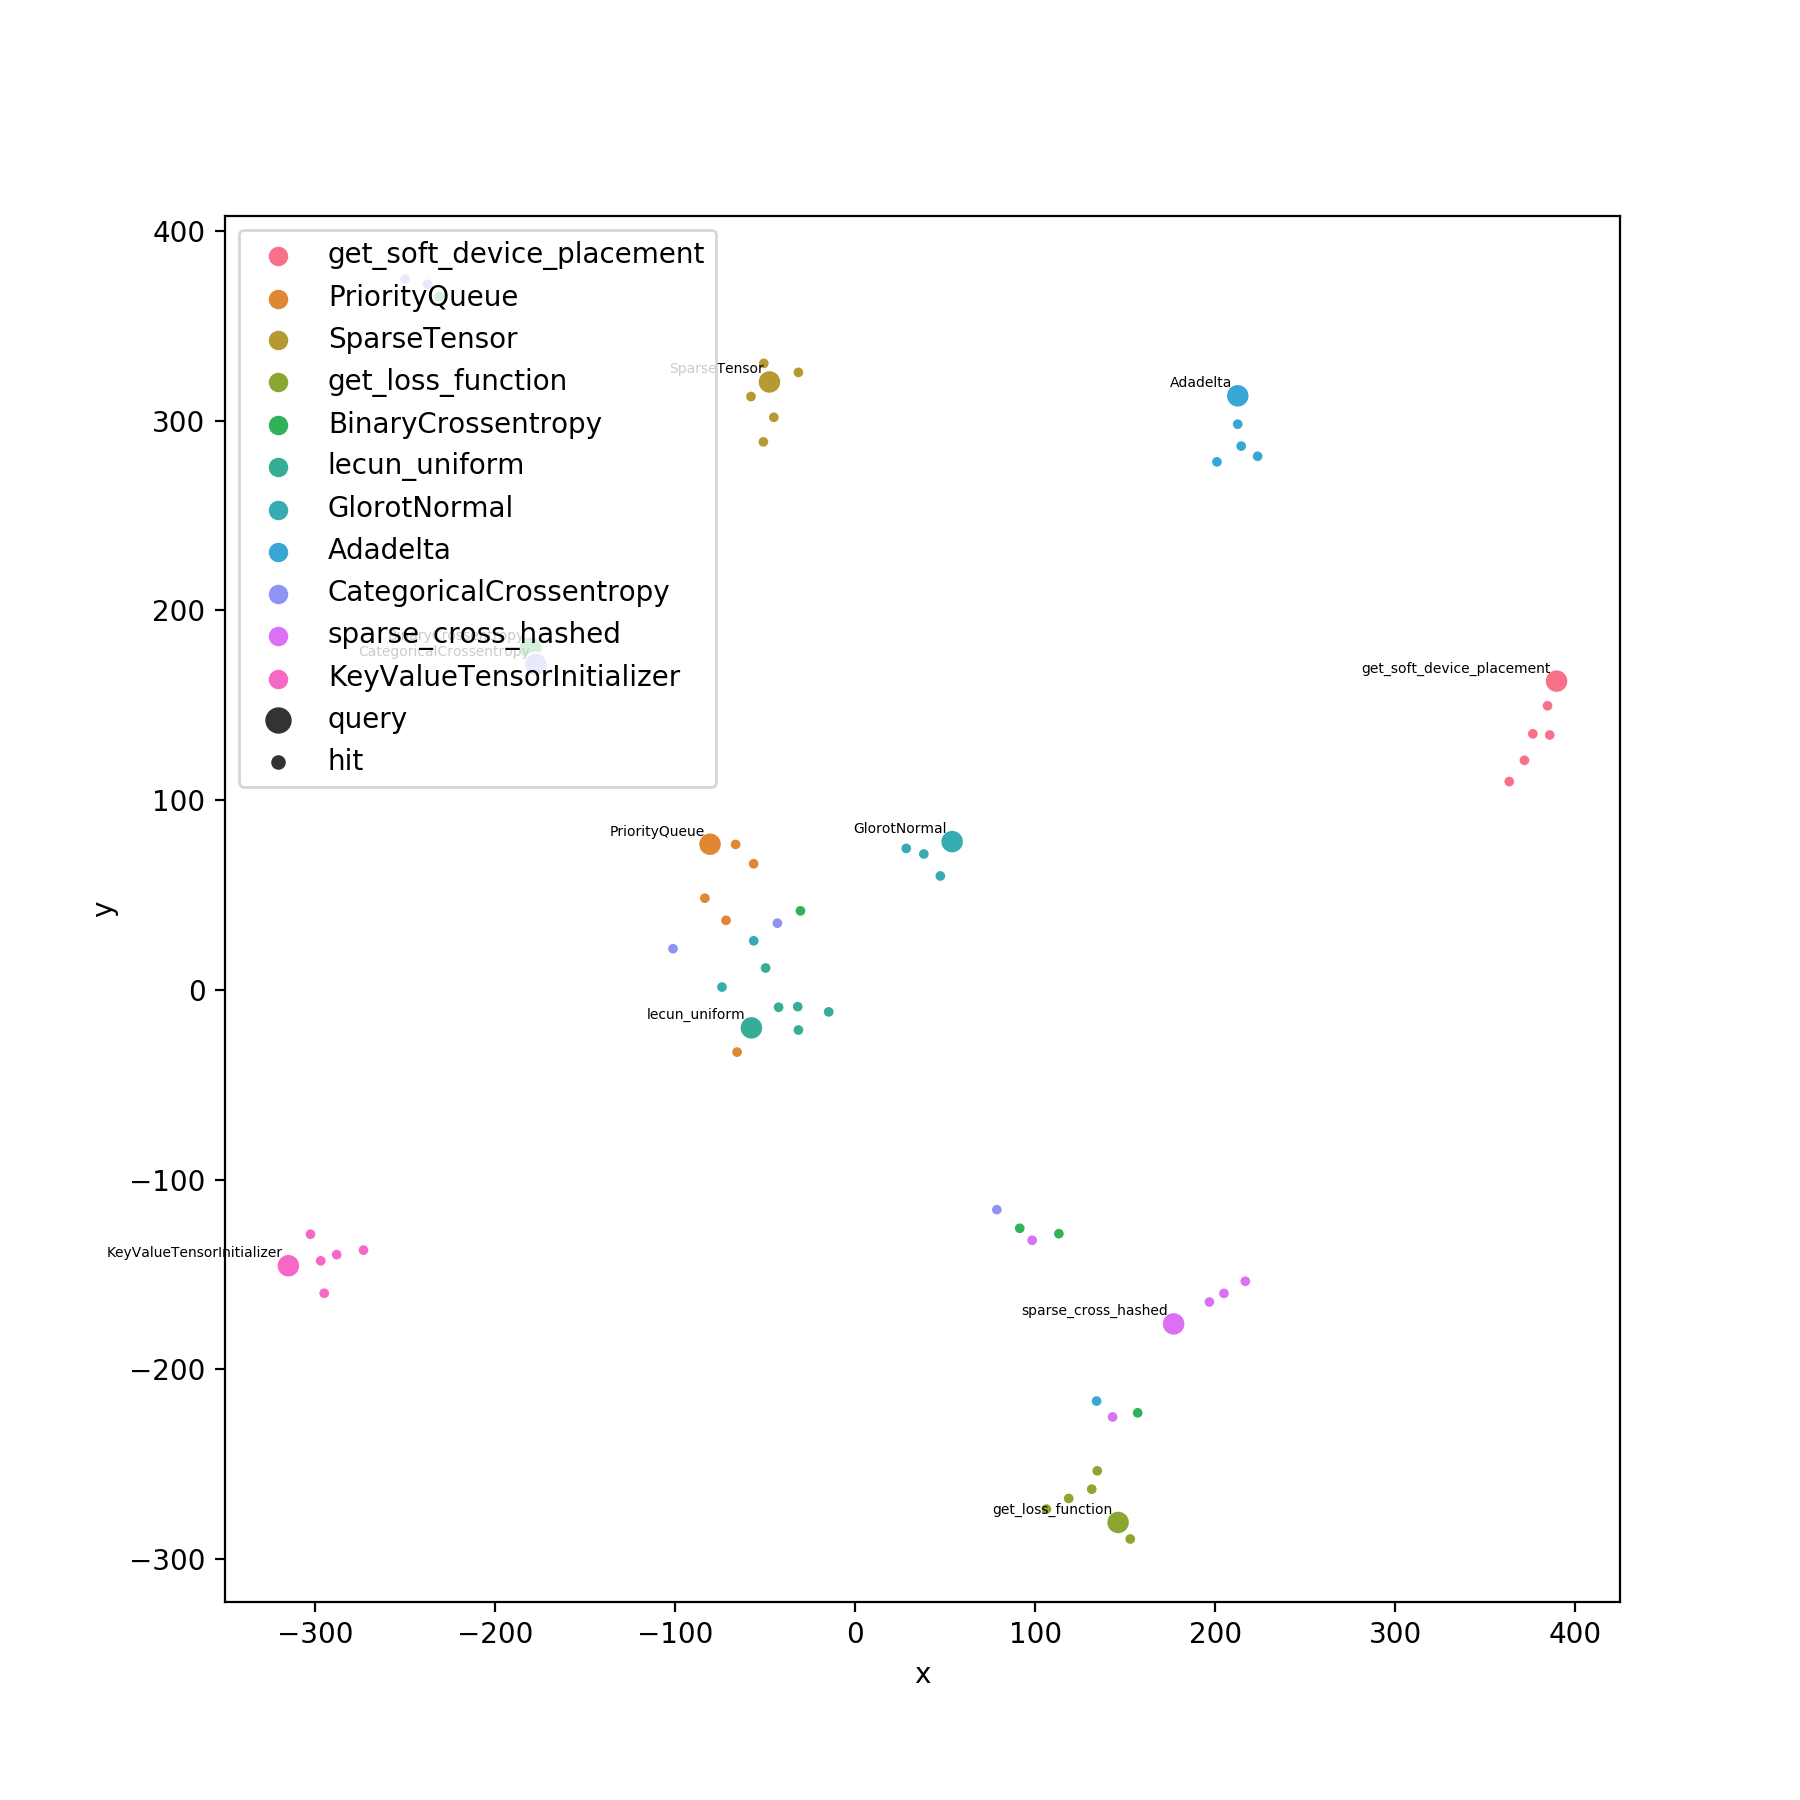 400
300
200
100
0
−100
−200
−300
y
get_soft_device_placement
PriorityQueue
SparseTensor
get_loss_function
BinaryCrossentropy
lecun_uniform
GlorotNormal
Adadelta
CategoricalCrossentropy
sparse_cross_hashed
KeyValueTensorInitializer
query
hit
SparseTensor
Adadelta
BinaryCrossentropy
CategoricalCrossentropy
get_soft_device_placement
PriorityQueue
GlorotNormal
lecun_uniform
KeyValueTensorInitializer
sparse_cross_hashed
get_loss_function
−300 −200 −100 0 100 200 300 400
x